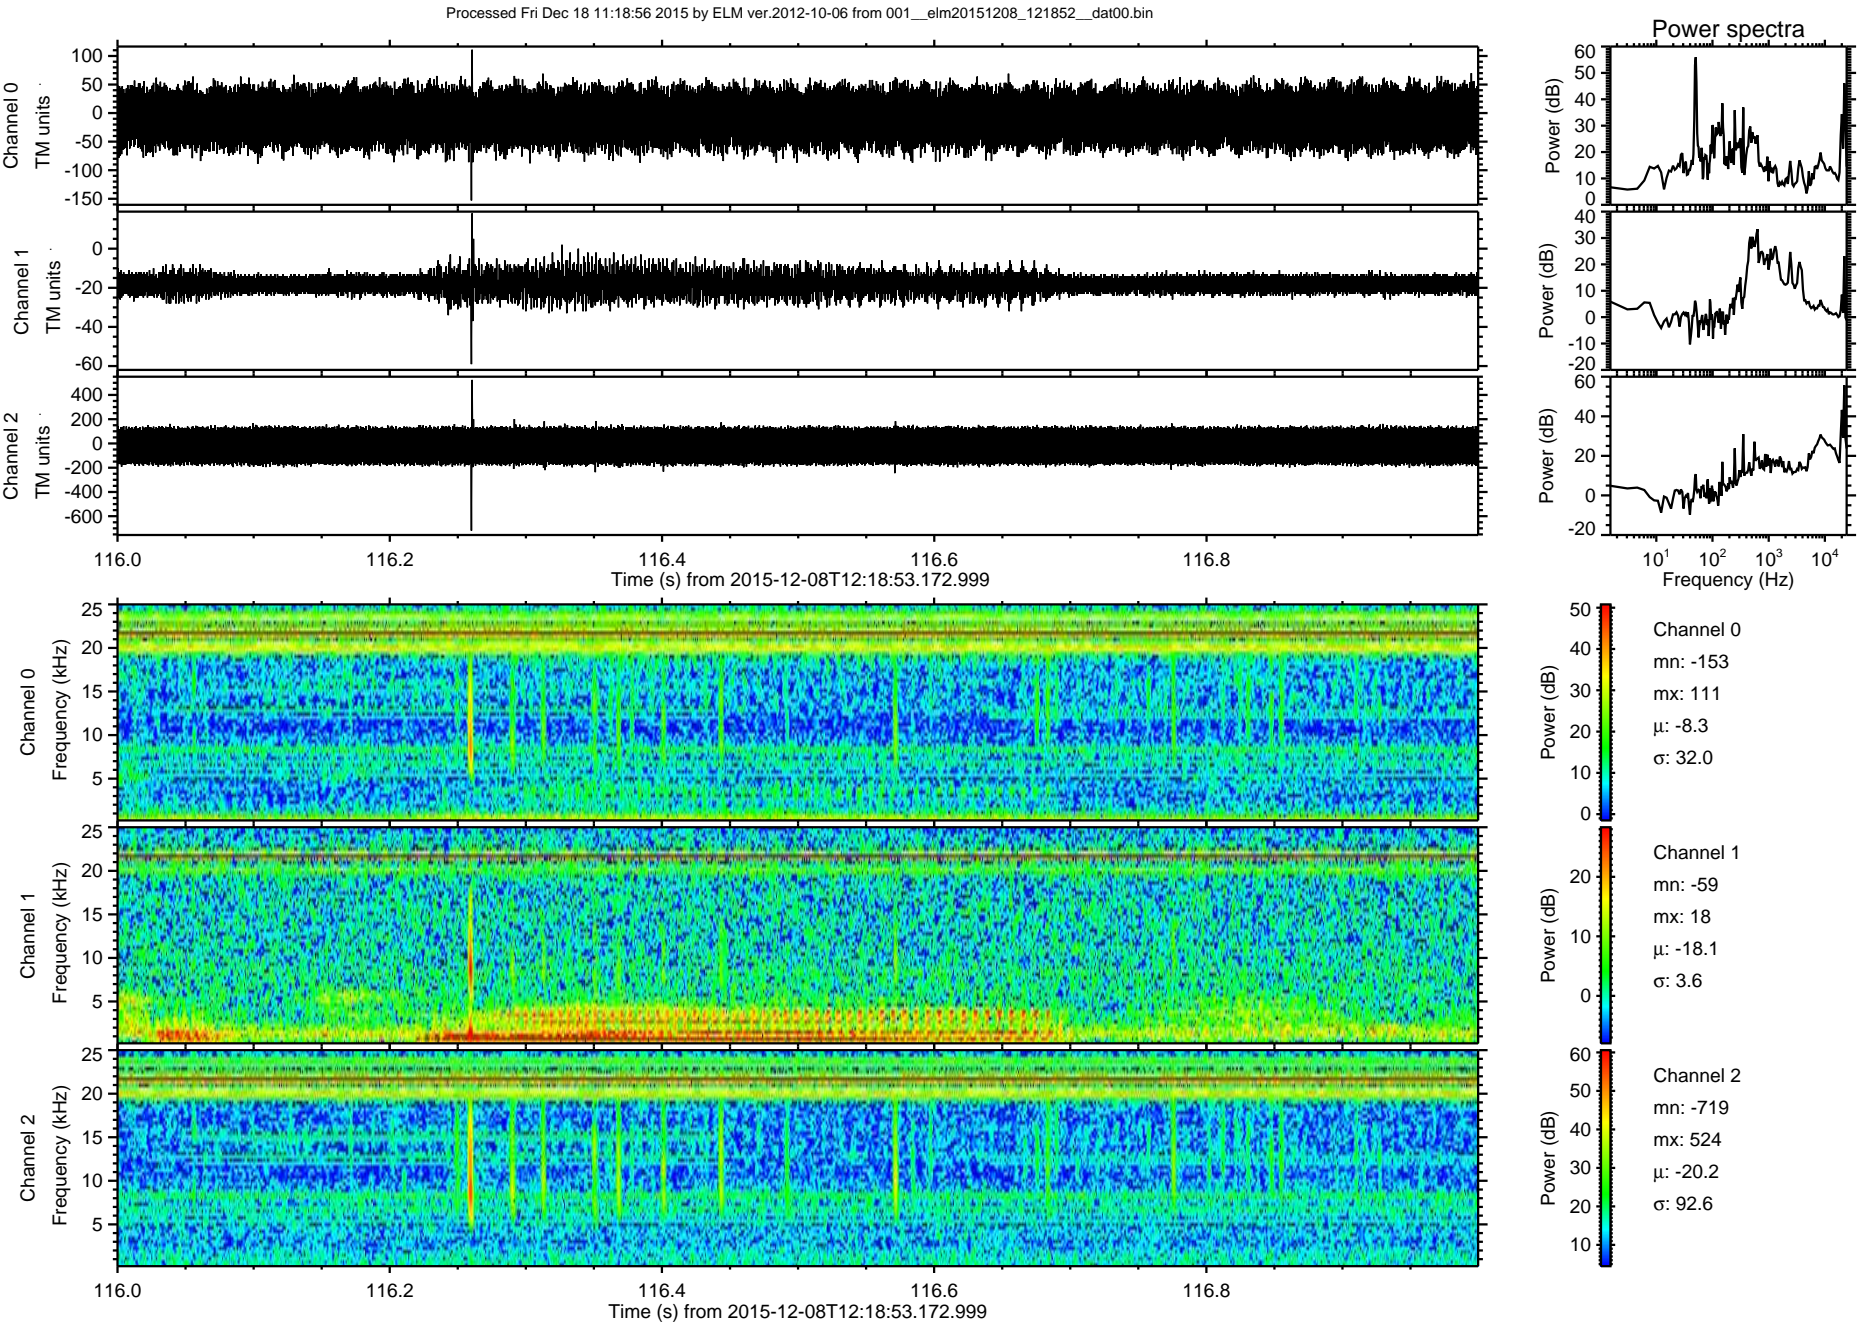 Processed Fri Dec 18 11:18:56 2015 by ELM ver.2012-10-06 from 001__elm20151208_121852__dat00.bin
Power spectra
Channel 0
TM units
100
50
0
-50
-100
-150
Power (dB)
60
50
40
30
20
10
0
Channel 1
TM units
0
-20
-40
-60
Power (dB)
40
30
20
10
0
-10
-20
Channel 2
TM units
400
200
0
-200
-400
-600
Power (dB)
60
40
20
0
-20
116.0 116.2 116.4 116.6 116.8
Time (s) from 2015-12-08T12:18:53.172.999
10^1 10^2 10^3 10^4
Frequency (Hz)
Channel 0
Frequency (kHz)
25
20
15
10
5
Power (dB)
50
40
30
20
10
0
Channel 0
mn: -153
mx: 111
μ: -8.3
σ: 32.0
Channel 1
Frequency (kHz)
25
20
15
10
5
Power (dB)
20
10
0
Channel 1
mn: -59
mx: 18
μ: -18.1
σ: 3.6
Channel 2
Frequency (kHz)
25
20
15
10
5
Power (dB)
60
50
40
30
20
10
Channel 2
mn: -719
mx: 524
μ: -20.2
σ: 92.6
116.0 116.2 116.4 116.6 116.8
Time (s) from 2015-12-08T12:18:53.172.999